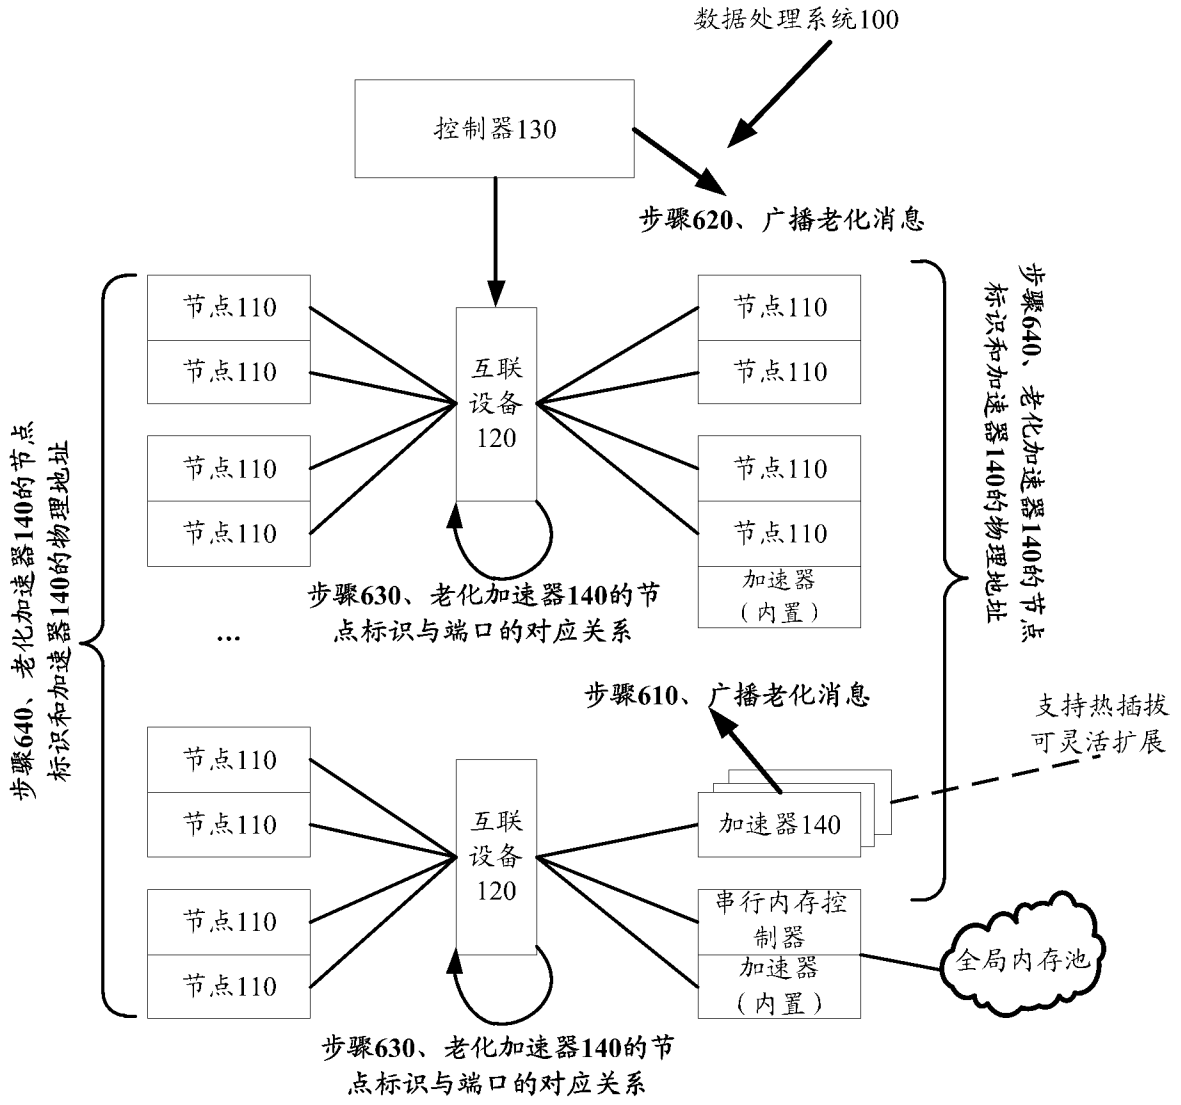 数据处理系统100
控制器130
步骤620、广播老化消息
节点110
节点110
节点110
节点110
互联
设备
120
节点110
节点110
节点110
节点110
加速器
（内置）
步骤630、老化加速器140的节
点标识与端口的对应关系
...
步骤640、老化加速器140的节点
标识和加速器140的物理地址
步骤640、老化加速器140的节点
标识和加速器140的物理地址
步骤610、广播老化消息
支持热插拔
可灵活扩展
节点110
节点110
节点110
节点110
互联
设备
120
加速器140
串行内存控
制器
加速器
（内置）
全局内存池
步骤630、老化加速器140的节
点标识与端口的对应关系